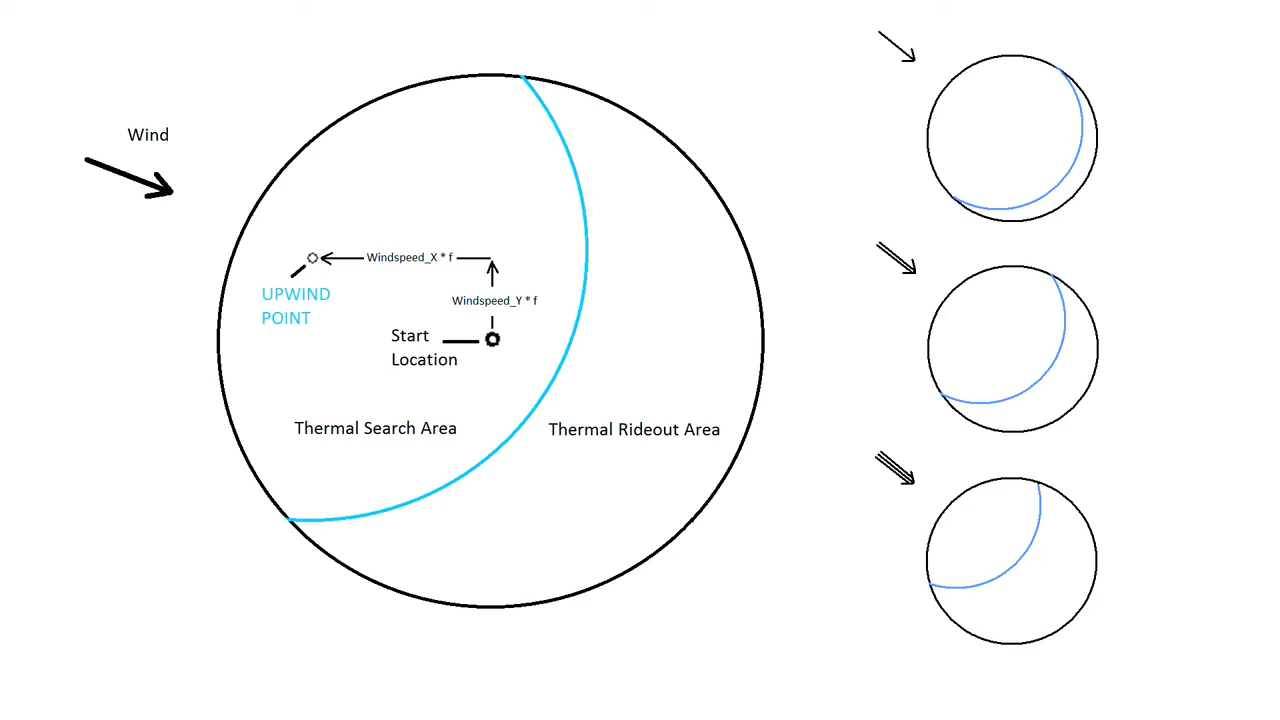 Wind
Windspeed_X * f
UPWIND
POINT
Windspeed_Y * f
Start
Location
Thermal Search Area
Thermal Rideout Area